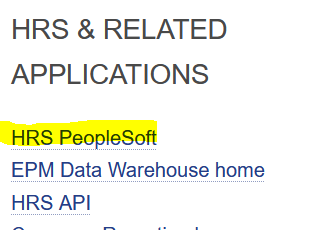 HRS & RELATED
APPLICATIONS
HRS PeopleSoft
EPM Data Warehouse home
HRS API